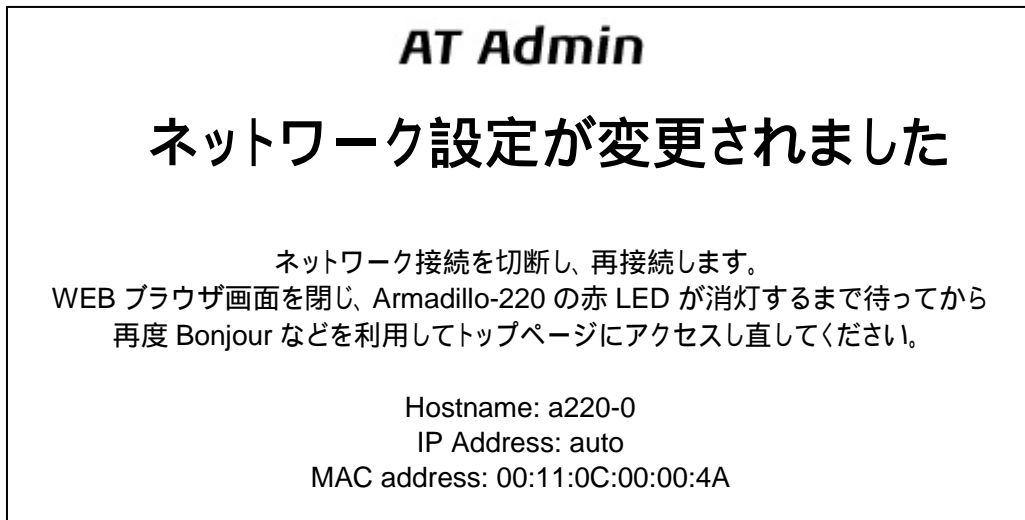 AT Admin
ネットワーク設定が変更されました
ネットワーク接続を切断し、再接続します。
WEB ブラウザ画面を閉じ、Armadillo-220 の赤 LED が消灯するまで待ってから
再度 Bonjour などを利用してトップページにアクセスし直してください。
Hostname: a220-0
IP Address: auto
MAC address: 00:11:0C:00:00:4A